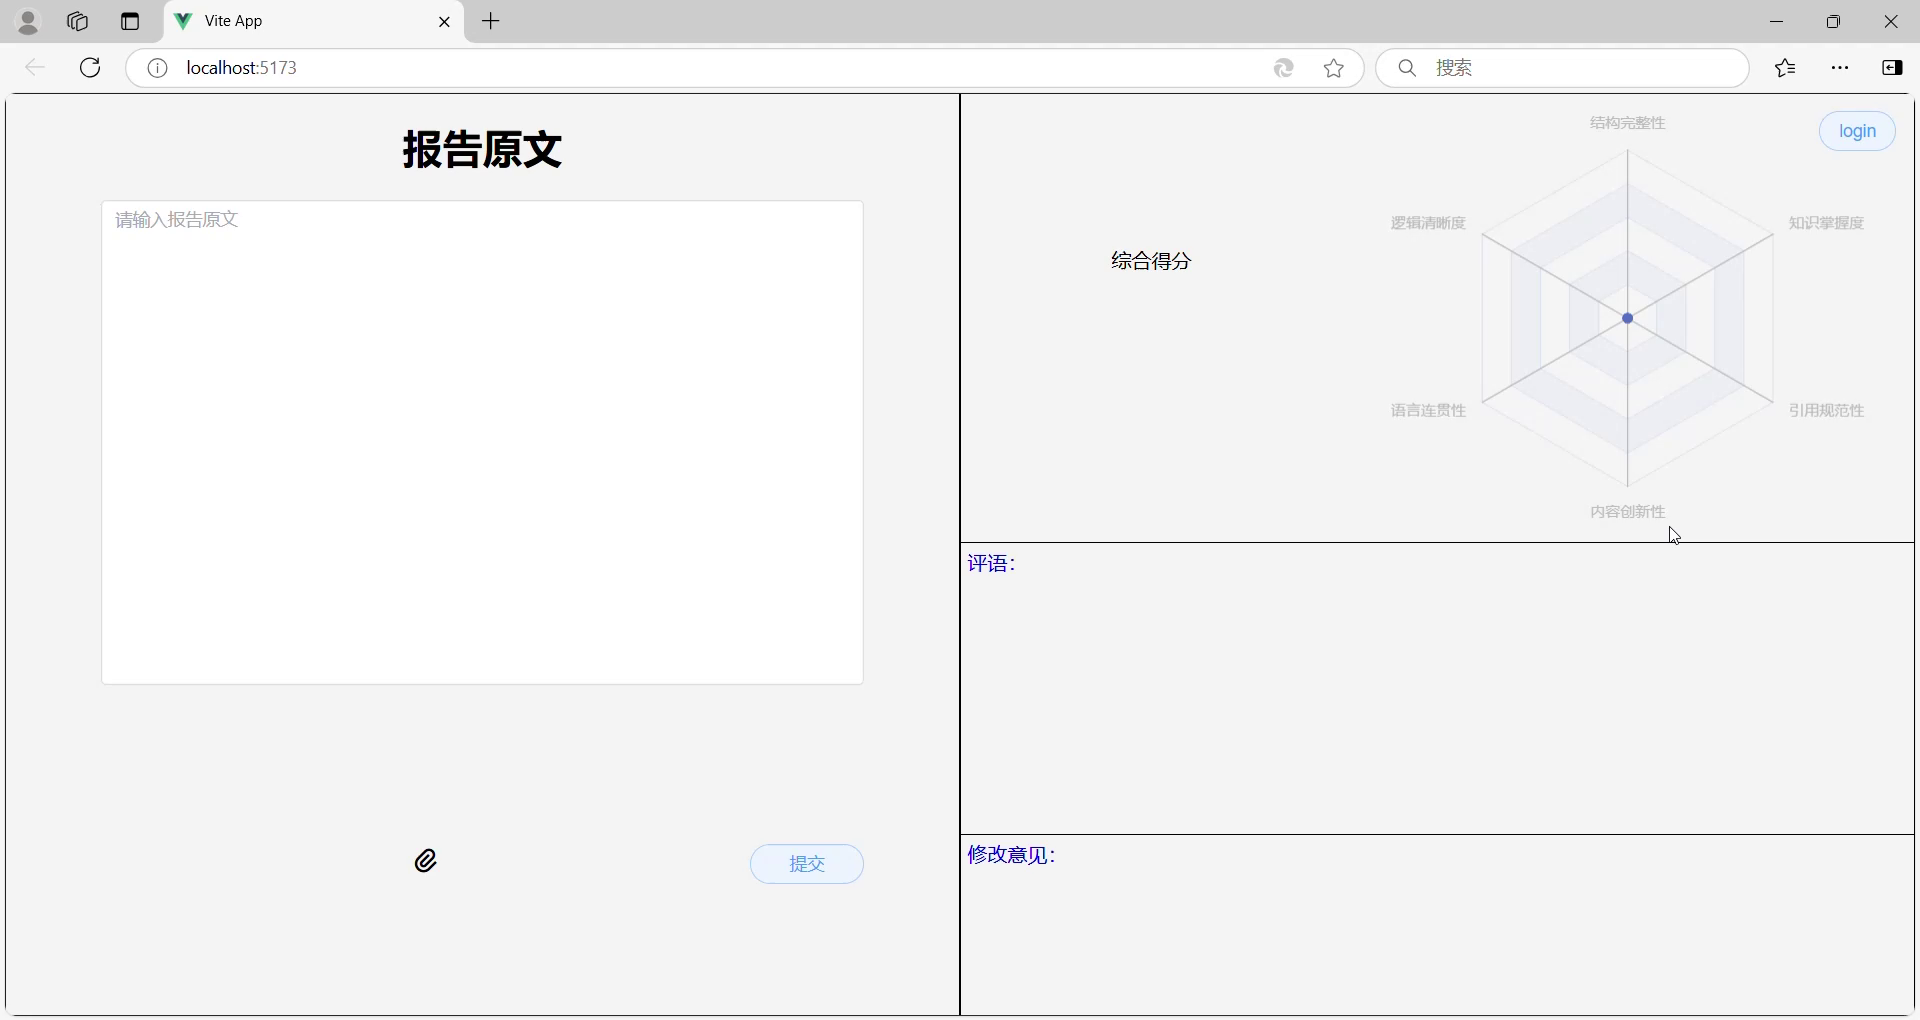 Vite App
localhost:5173
搜索
报告原文
请输入报告原文
提交
login
综合得分
结构完整性
逻辑清晰度
知识掌握度
语言连贯性
引用规范性
内容创新性
评语：
修改意见：